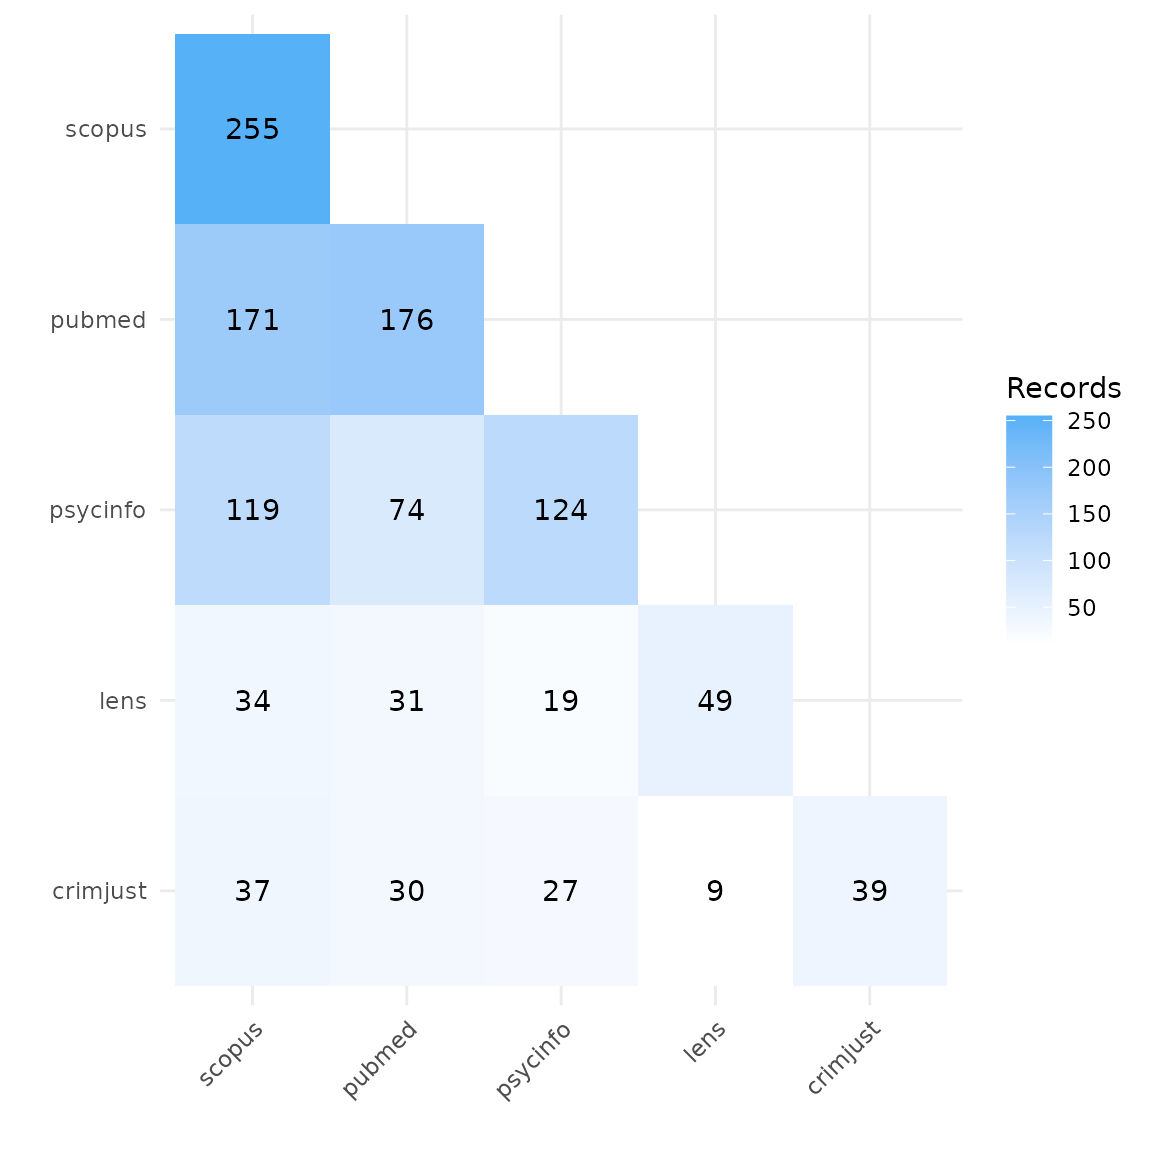 scopus 255
pubmed 171 176
psycinfo 119 74 124
lens 34 31 19 49
crimjust 37 30 27 9 39
scopus pubmed psycinfo lens crimjust
Records
250
200
150
100
50